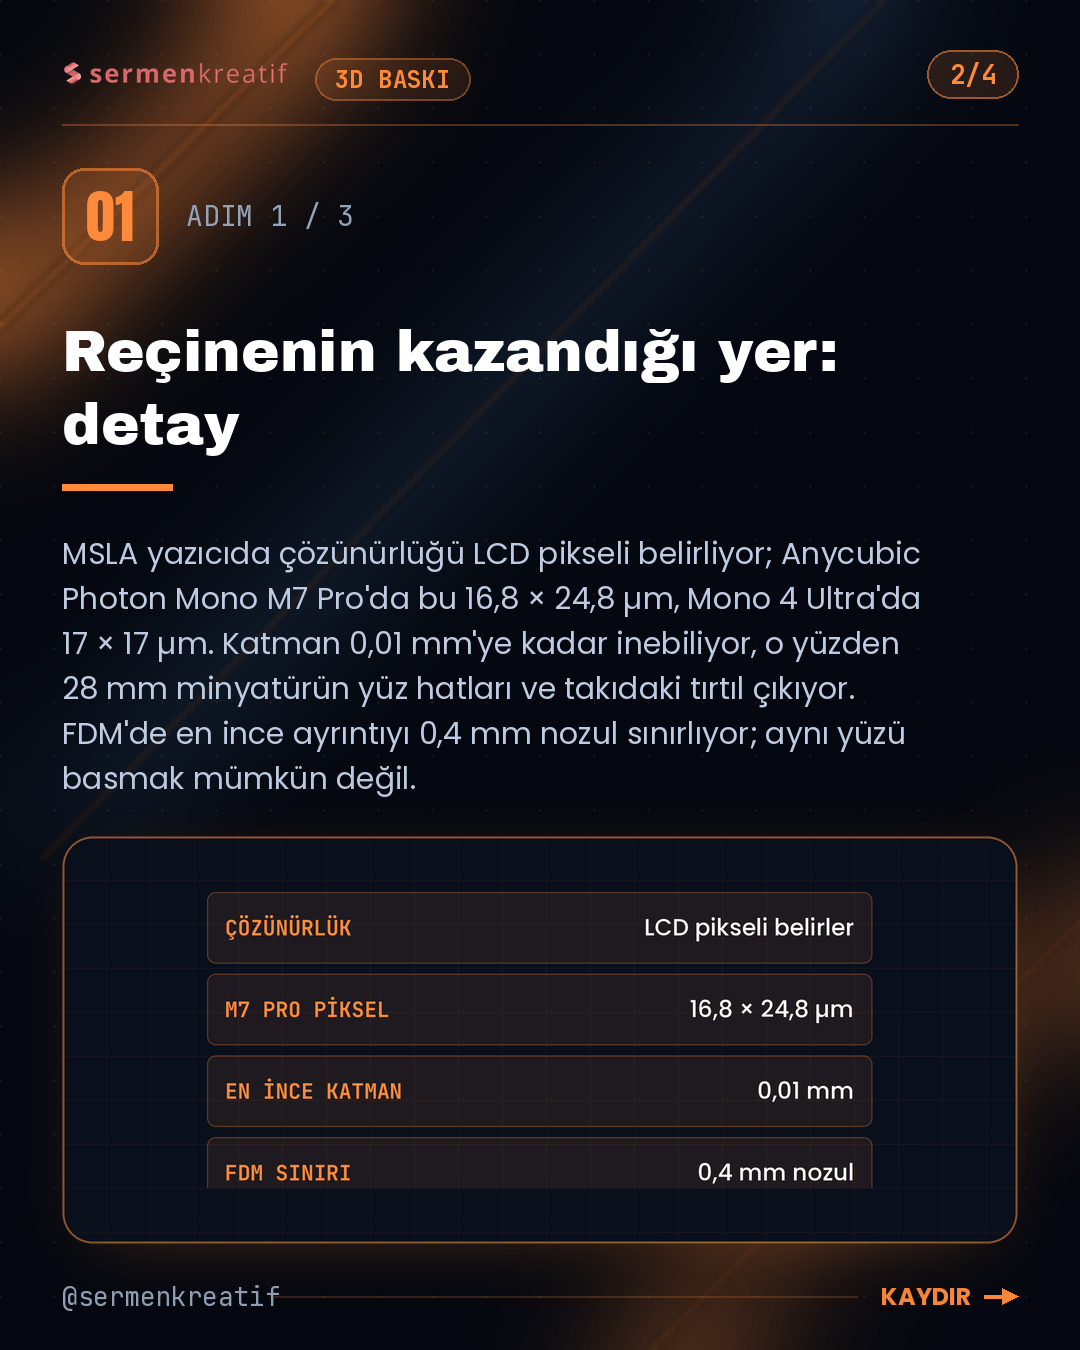 sermenkreatif
3D BASKI
2/4
01
ADIM 1 / 3
Reçinenin kazandığı yer:
detay
MSLA yazıcıda çözünürlüğü LCD pikseli belirliyor; Anycubic
Photon Mono M7 Pro'da bu 16,8 × 24,8 µm, Mono 4 Ultra'da
17 × 17 µm. Katman 0,01 mm'ye kadar inebiliyor, o yüzden
28 mm minyatürün yüz hatları ve takıdaki tırtıl çıkıyor.
FDM'de en ince ayrıntıyı 0,4 mm nozul sınırlıyor; aynı yüzü
basmak mümkün değil.
ÇÖZÜNÜRLÜK LCD pikseli belirler
M7 PRO PİKSEL 16,8 × 24,8 µm
EN İNCE KATMAN 0,01 mm
FDM SINIRI 0,4 mm nozul
@sermenkreatif
KAYDIR